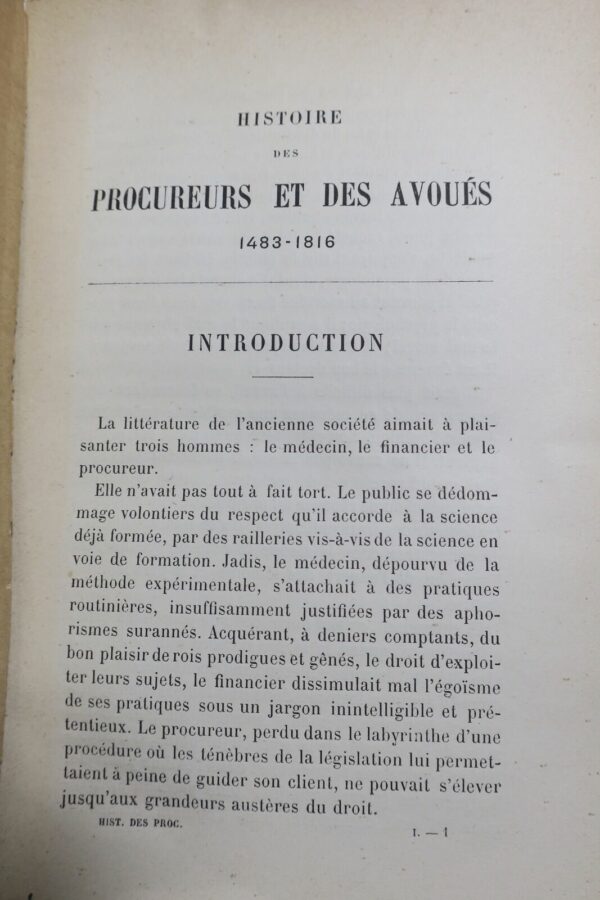 HISTOIRE
DES
PROCUREURS ET DES AVOUÉS
1483-1816
INTRODUCTION
La littérature de l'ancienne société aimait à plai-
santer trois hommes : le médecin, le financier et le
procureur.
Elle n'avait pas tout à fait tort. Le public se dédom-
mage volontiers du respect qu'il accorde à la science
déjà formée, par des railleries vis-à-vis de la science en
voie de formation. Jadis, le médecin, dépourvu de la
méthode expérimentale, s'attachait à des pratiques
routinières, insuffisamment justifiées par des apho-
rismes surannés. Acquérant, à deniers comptants, du
bon plaisir de rois prodigues et gênés, le droit d'exploi-
ter leurs sujets, le financier dissimulait mal l'égoïsme
de ses pratiques sous un jargon inintelligible et pré-
tentieux. Le procureur, perdu dans le labyrinthe d'une
procédure où les ténèbres de la législation lui permet-
taient à peine de guider son client, ne pouvait s'élever
jusqu'aux grandeurs austères du droit.
HIST. DES PROC.
I. — 1